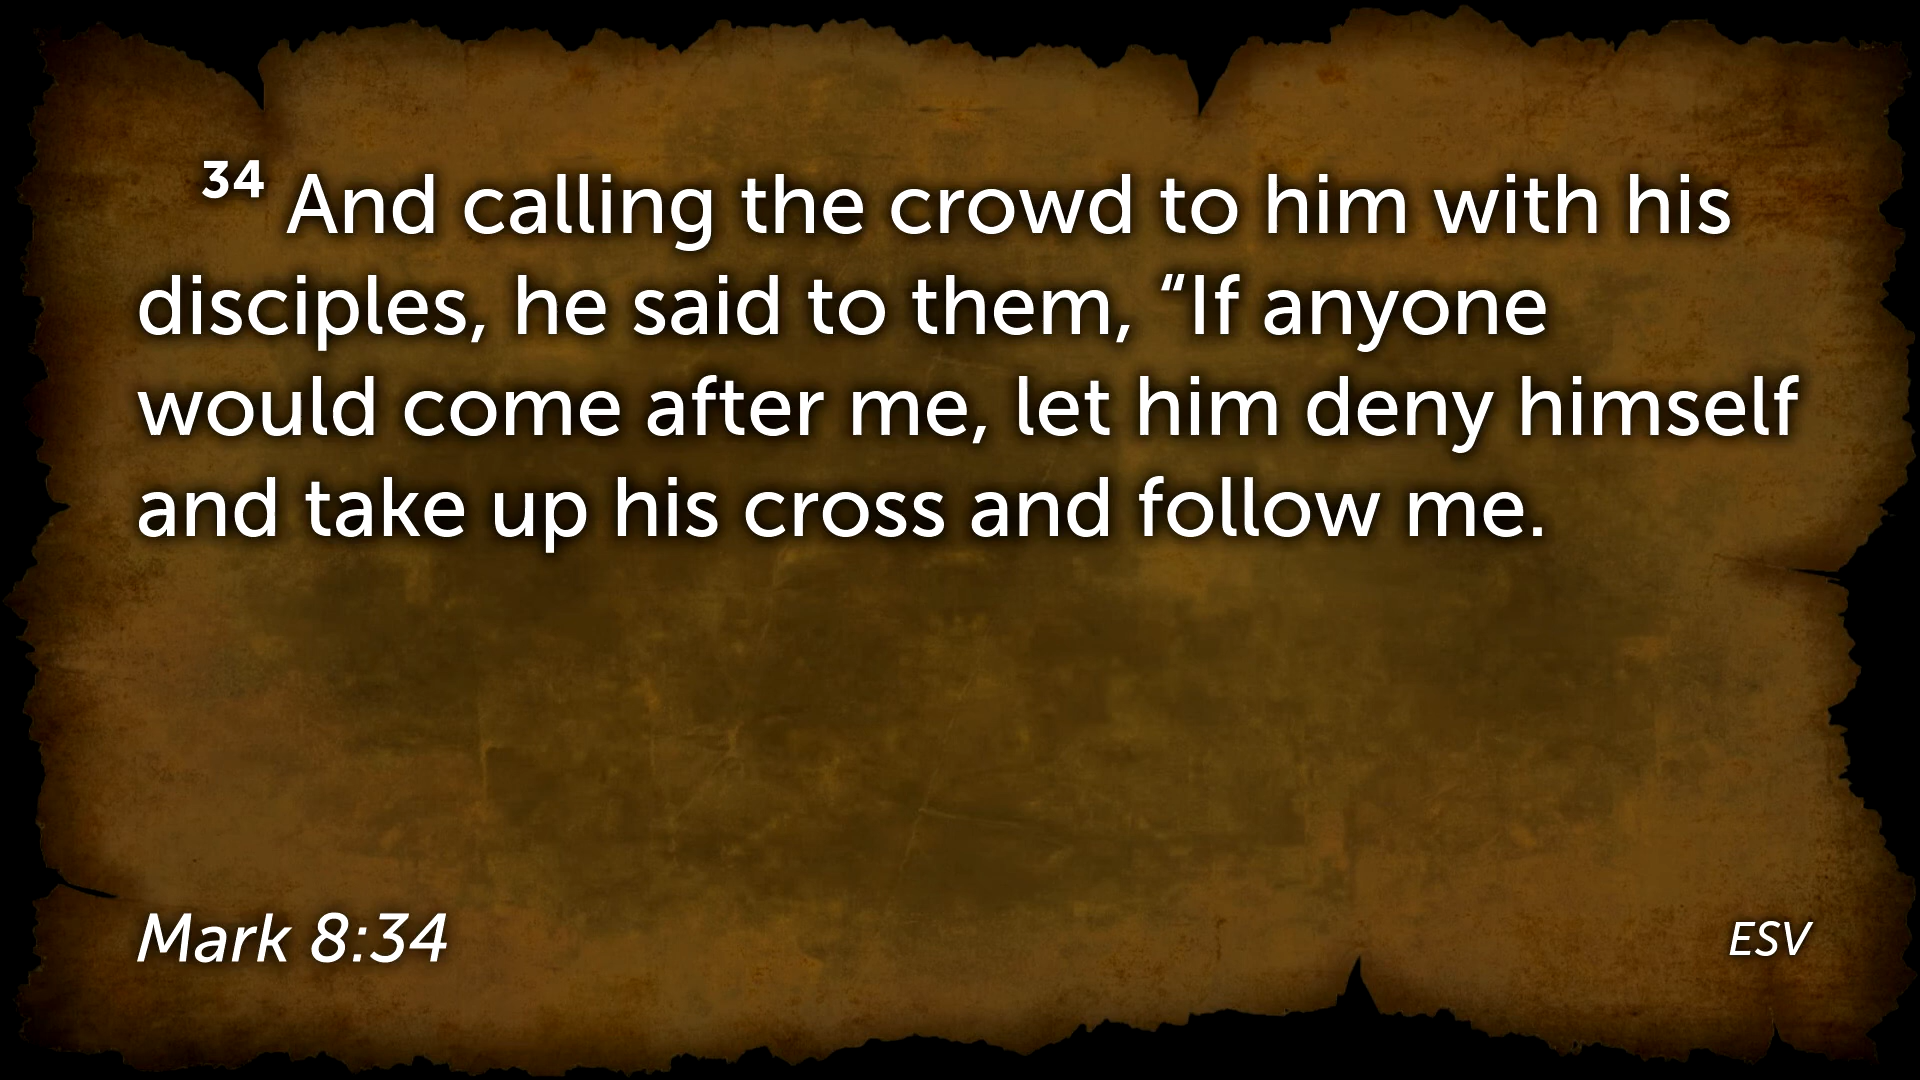 34 And calling the crowd to him with his
disciples, he said to them, “If anyone
would come after me, let him deny himself
and take up his cross and follow me.
Mark 8:34
ESV